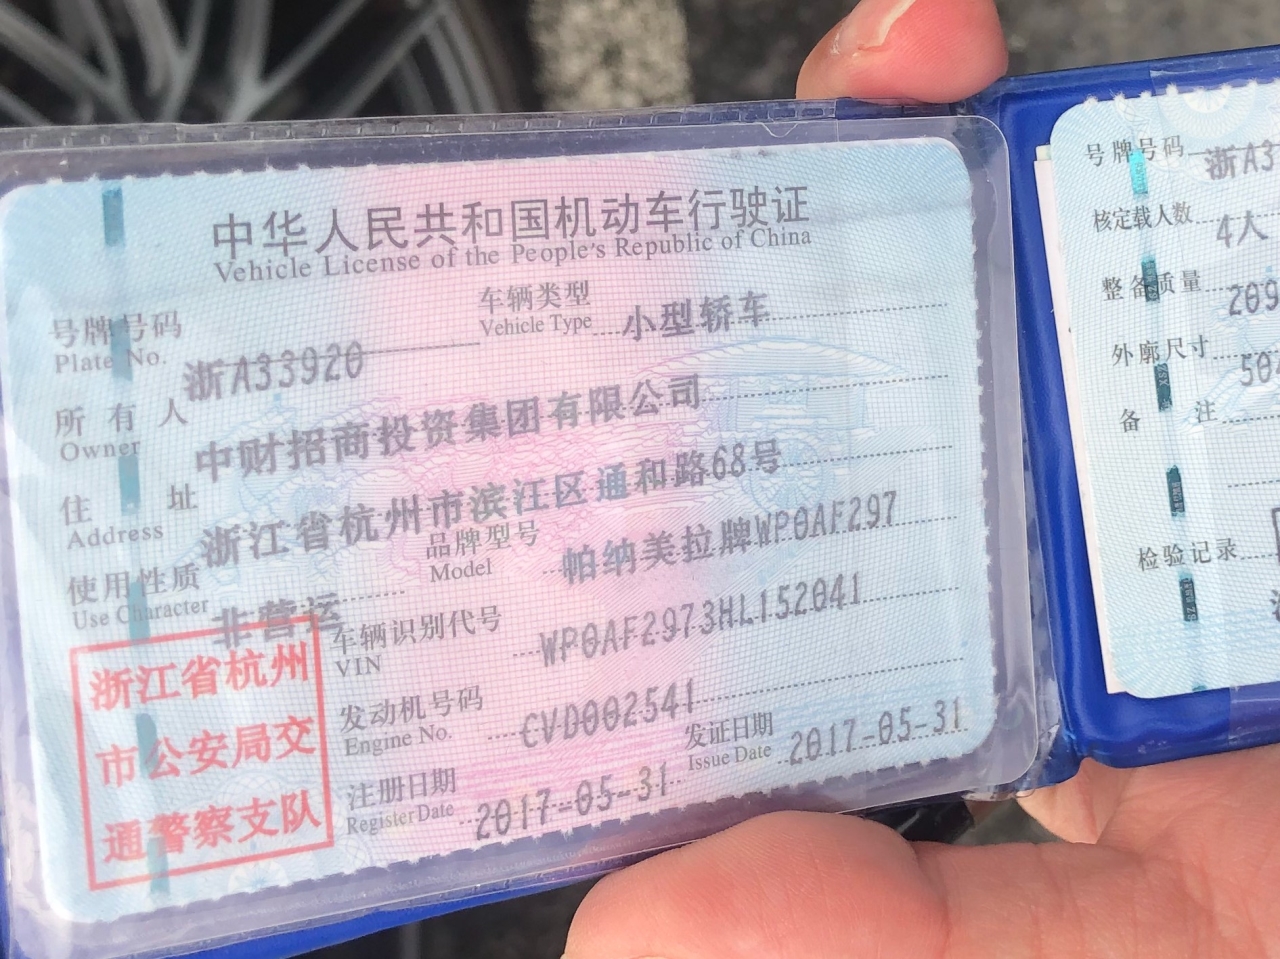 中华人民共和国机动车行驶证
Vehicle License of the People's Republic of China
号牌号码 浙A33920 车辆类型 小型轿车
Plate No. Vehicle Type
所有人 中财招商投资集团有限公司
Owner
住址 浙江省杭州市滨江区通和路68号
Address
使用性质 非营运 品牌型号 帕纳美拉牌WP0AF297
Use Character Model
车辆识别代号 WP0AF2973HL152041
VIN
发动机号码 CVD002541
Engine No.
注册日期 2017-05-31 发证日期 2017-05-31
Register Date Issue Date
浙江省杭州
市公安局交
通警察支队
号牌号码 浙A3
核定载人数 4人
整备质量 209
外廓尺寸 504
备注
检验记录